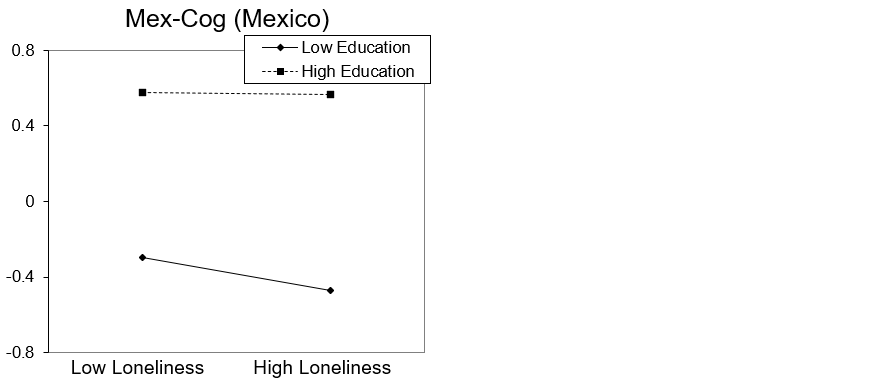 Mex-Cog (Mexico)
Low Education
High Education
0.8
0.4
0
-0.4
-0.8
Low Loneliness
High Loneliness